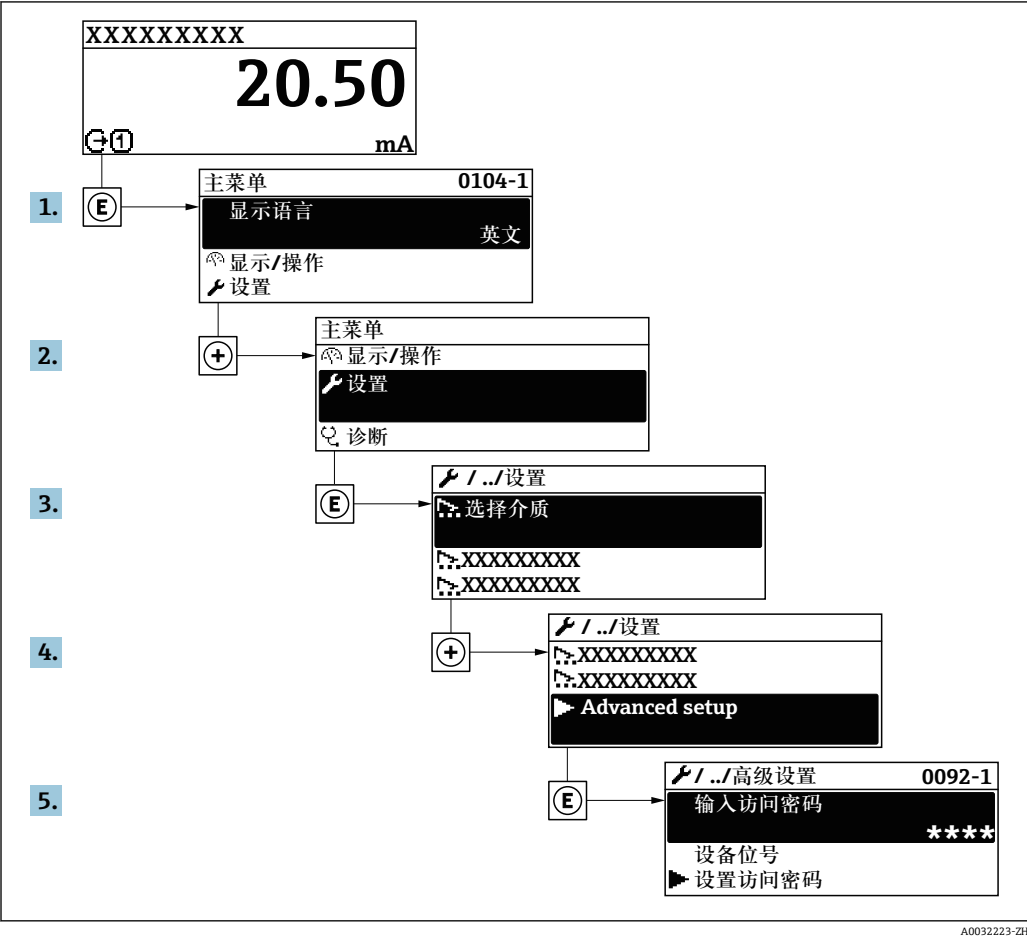 XXXXXXXXX
20.50
1
mA
1.
E
主菜单 0104-1
显示语言
英文
显示/操作
设置
2.
+
主菜单
显示/操作
设置
诊断
3.
E
/ ../设置
选择介质
XXXXXXXXX
XXXXXXXXX
4.
+
/ ../设置
XXXXXXXXX
XXXXXXXXX
Advanced setup
5.
E
/ ../高级设置 0092-1
输入访问密码
****
设备位号
设置访问密码
A0032223-ZH